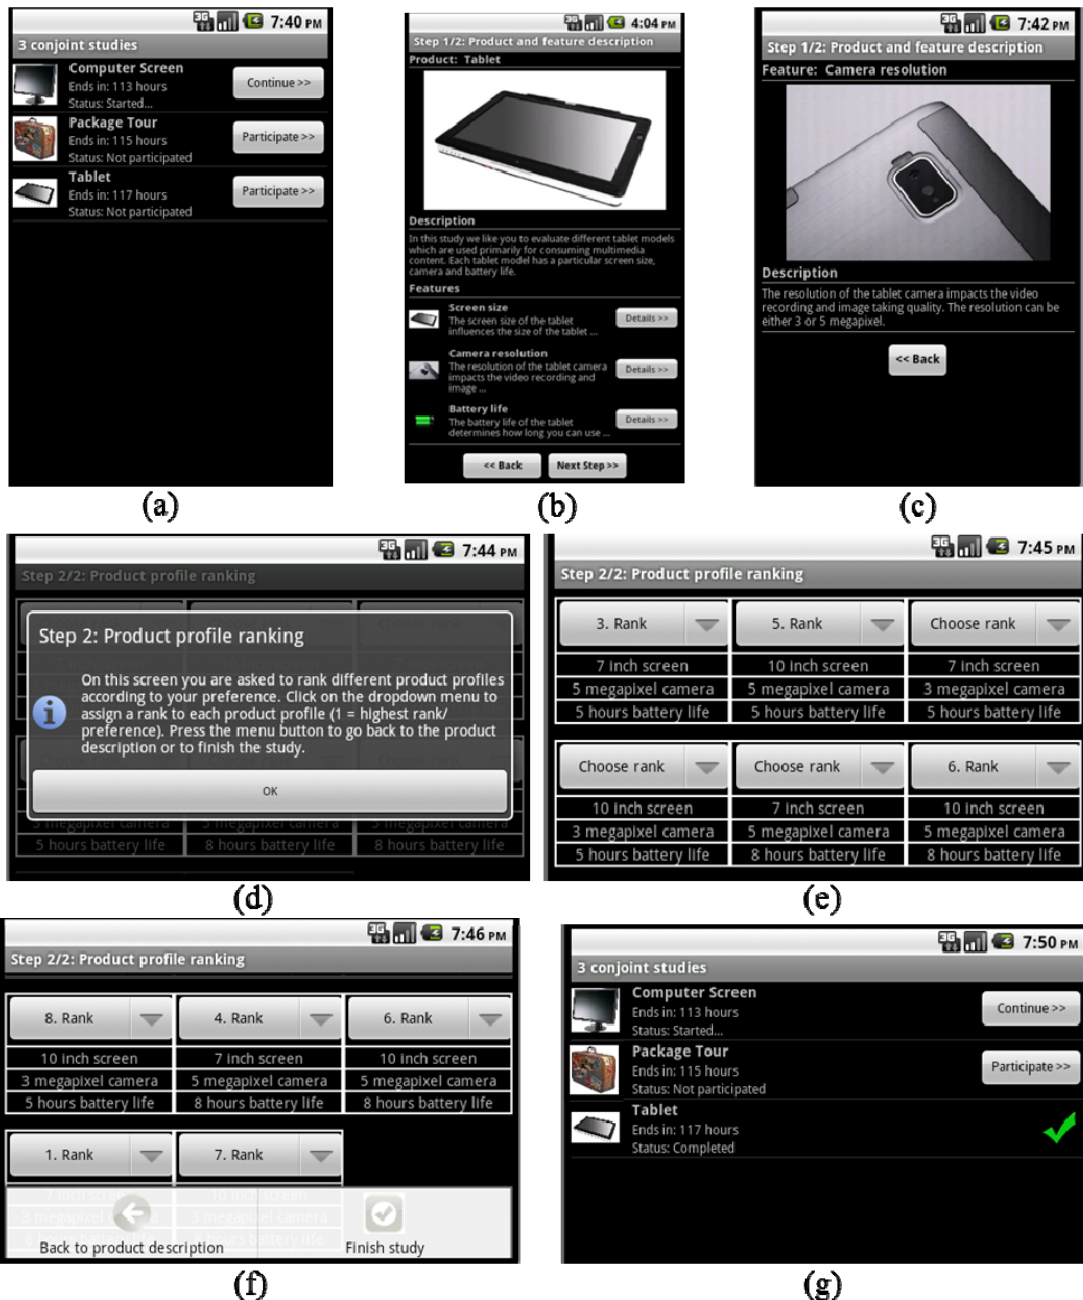 7:40 PM
3 conjoint studies
Computer Screen
Ends in: 113 hours
Status: Started...
Continue >>
Package Tour
Ends in: 115 hours
Status: Not participated
Participate >>
Tablet
Ends in: 117 hours
Status: Not participated
Participate >>
(a)
3G 4:04 PM
Step 1/2: Product and feature description
Product: Tablet
Description
In this study we like you to evaluate different tablet models
which are used primarily for consuming multimedia
content. Each tablet model has a particular screen size,
camera and battery life.
Features
Screen size
The screen size of the tablet
influences the size of the tablet ...
Details >>
Camera resolution
The resolution of the tablet camera
impacts the video recording and
image ...
Details >>
Battery life
The battery life of the tablet
determines how long you can use ...
Details >>
<< Back
Next Step >>
(b)
3G 7:42 PM
Step 1/2: Product and feature description
Feature: Camera resolution
Description
The resolution of the tablet camera impacts the video
recording and image taking quality. The resolution can be
either 3 or 5 megapixel.
<< Back
(c)
3G 7:44 PM
Step 2/2: Product profile ranking
Step 2: Product profile ranking
On this screen you are asked to rank different product profiles
according to your preference. Click on the dropdown menu to
assign a rank to each product profile (1 = highest rank/
preference). Press the menu button to go back to the product
description or to finish the study.
OK
3 megapixel camera 5 megapixel camera 5 megapixel camera
5 hours battery life 8 hours battery life 8 hours battery life
(d)
3G 7:45 PM
Step 2/2: Product profile ranking
3. Rank 5. Rank Choose rank
7 inch screen 10 inch screen 7 inch screen
5 megapixel camera 5 megapixel camera 3 megapixel camera
5 hours battery life 5 hours battery life 5 hours battery life
Choose rank Choose rank 6. Rank
10 inch screen 7 inch screen 10 inch screen
3 megapixel camera 5 megapixel camera 5 megapixel camera
5 hours battery life 8 hours battery life 8 hours battery life
(e)
3G 7:46 PM
Step 2/2: Product profile ranking
8. Rank 4. Rank 6. Rank
10 inch screen 7 inch screen 10 inch screen
3 megapixel camera 5 megapixel camera 5 megapixel camera
5 hours battery life 8 hours battery life 8 hours battery life
1. Rank 7. Rank
Back to product description
Finish study
(f)
3G 7:50 PM
3 conjoint studies
Computer Screen
Ends in: 113 hours
Status: Started...
Continue >>
Package Tour
Ends in: 115 hours
Status: Not participated
Participate >>
Tablet
Ends in: 117 hours
Status: Completed
(g)